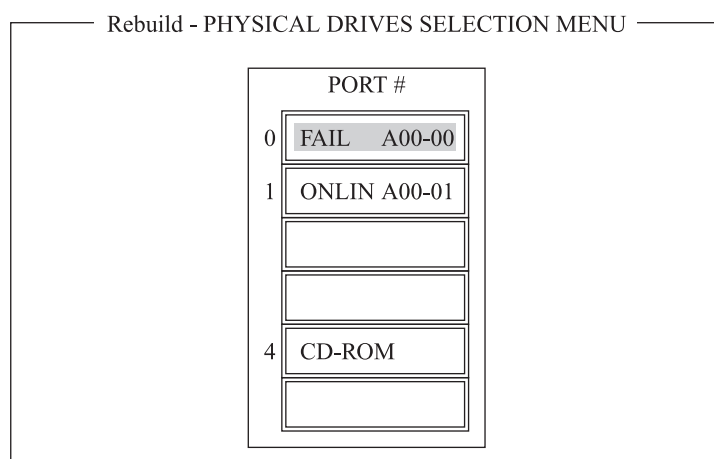 Rebuild - PHYSICAL DRIVES SELECTION MENU
PORT #
0 FAIL A00-00
1 ONLIN A00-01
4 CD-ROM